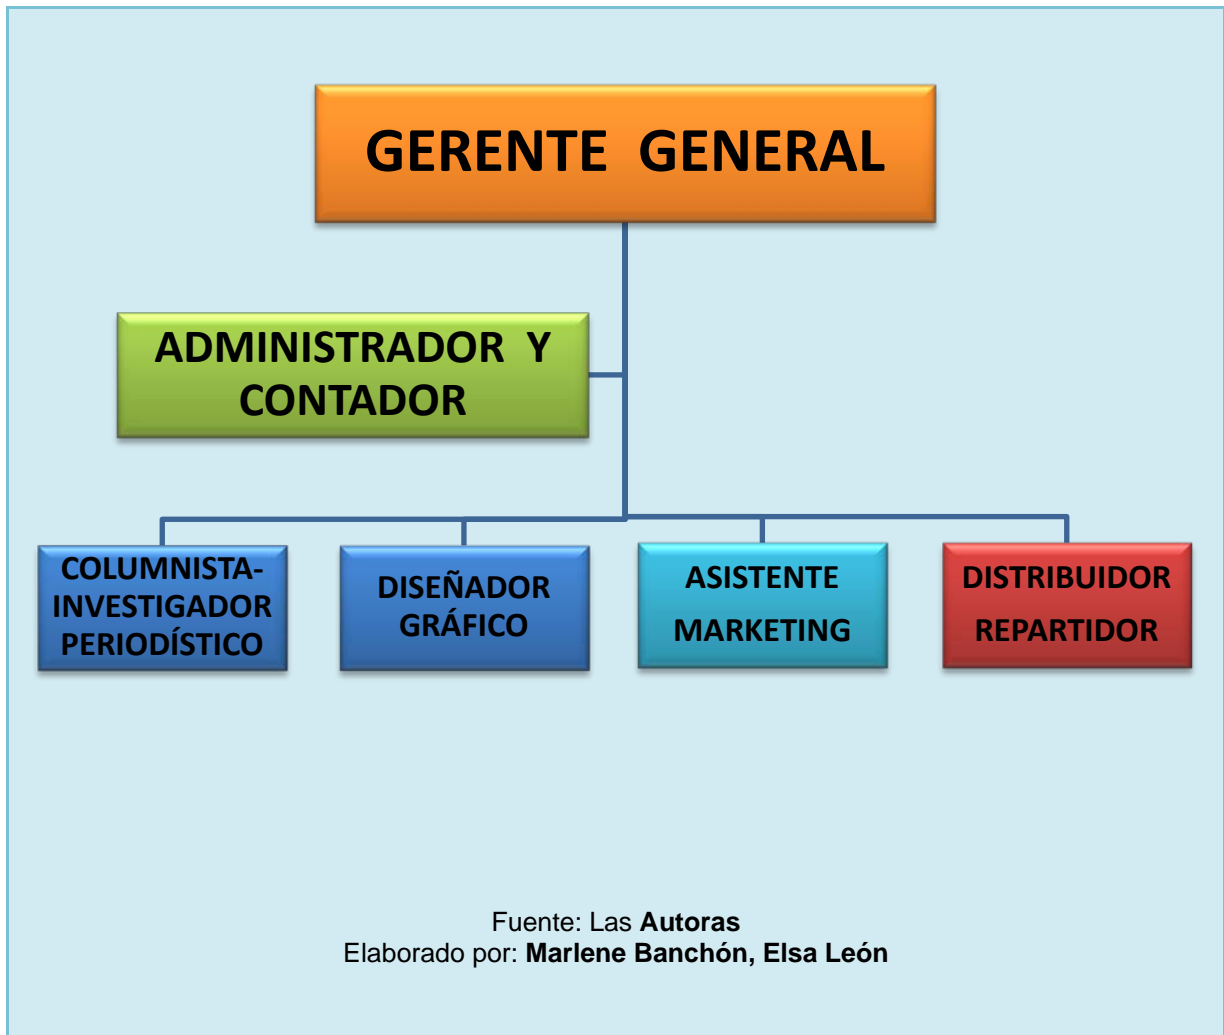 GERENTE GENERAL
ADMINISTRADOR Y
CONTADOR
COLUMNISTA-
INVESTIGADOR
PERIODÍSTICO
DISEÑADOR
GRÁFICO
ASISTENTE
MARKETING
DISTRIBUIDOR
REPARTIDOR
Fuente: Las Autoras
Elaborado por: Marlene Banchón, Elsa León